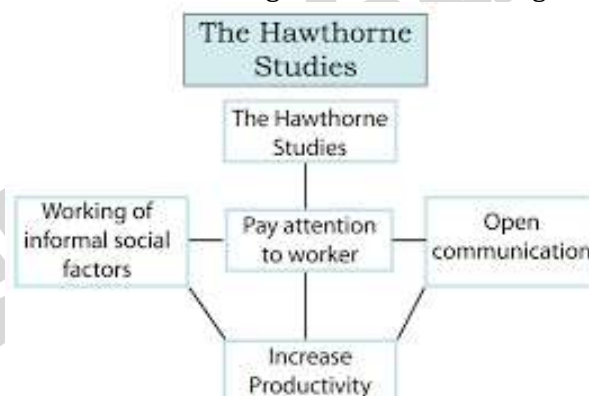 The Hawthorne
Studies
The Hawthorne
Studies
Working of
informal social
factors
Pay attention
to worker
Open
communication
Increase
Productivity